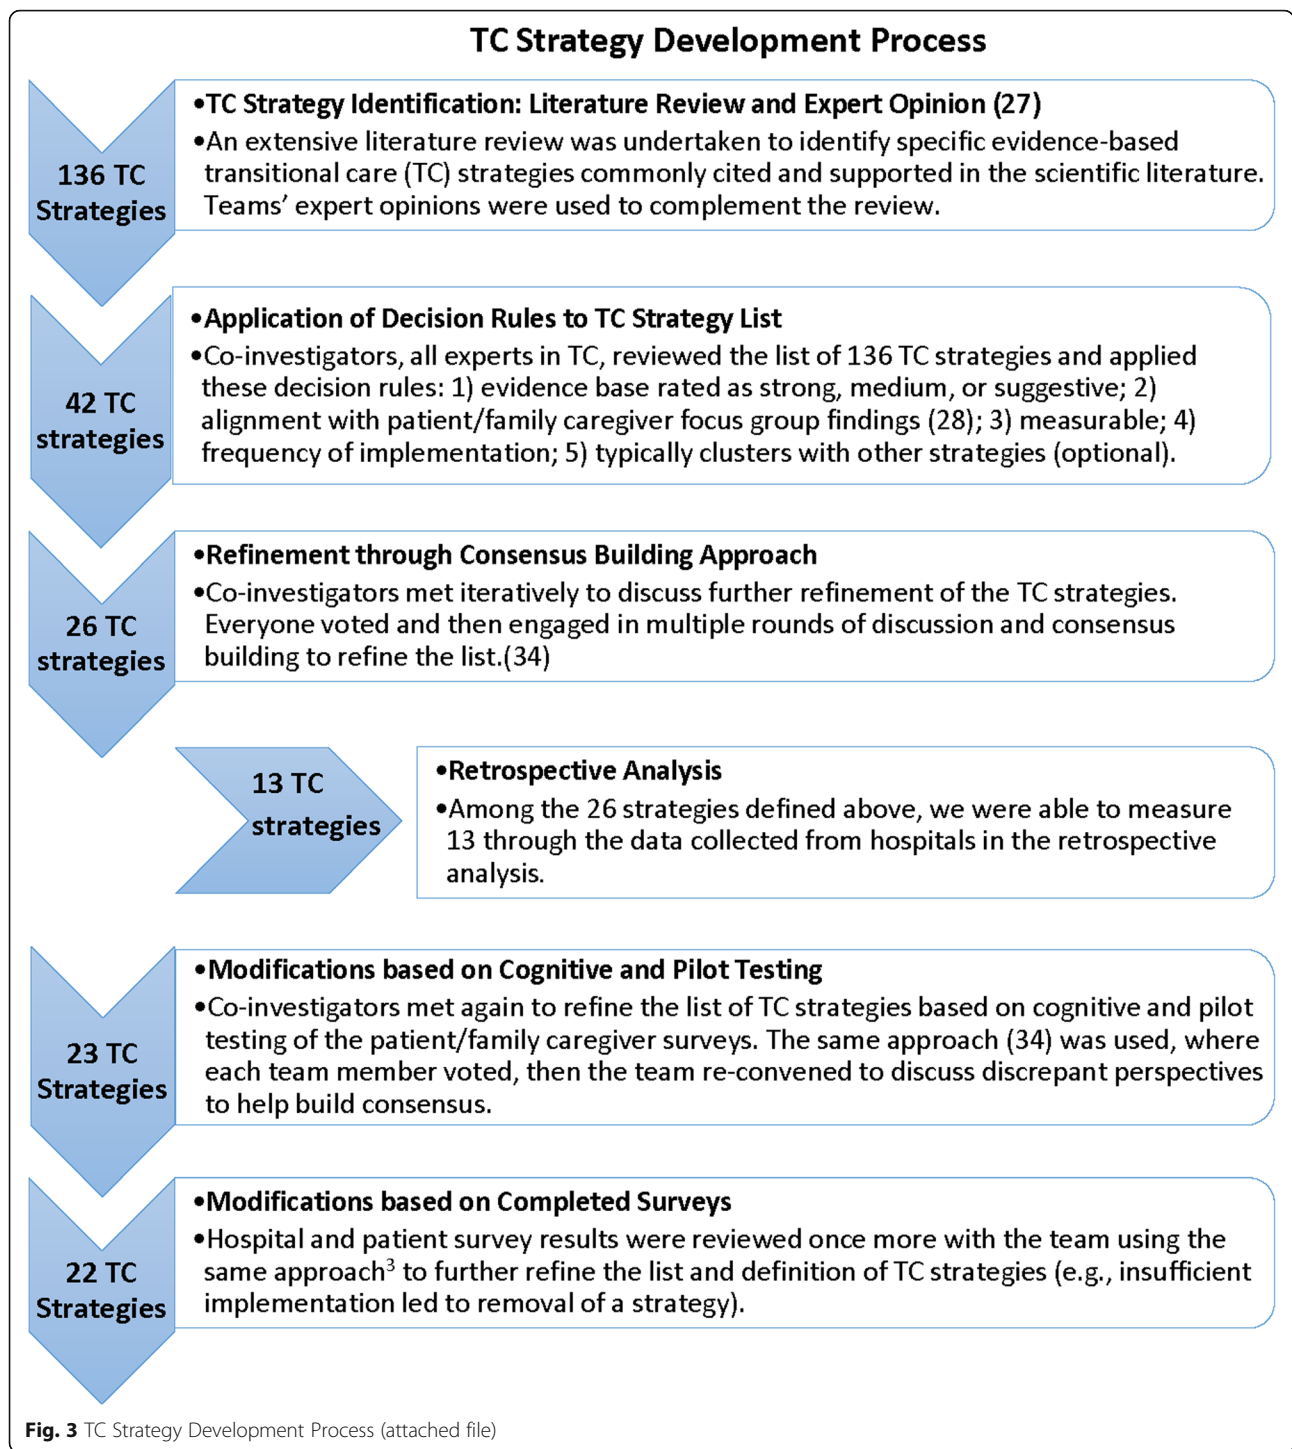 TC Strategy Development Process
136 TC
Strategies
•TC Strategy Identification: Literature Review and Expert Opinion (27)
•An extensive literature review was undertaken to identify specific evidence-based
transitional care (TC) strategies commonly cited and supported in the scientific literature.
Teams’ expert opinions were used to complement the review.
42 TC
strategies
•Application of Decision Rules to TC Strategy List
•Co-investigators, all experts in TC, reviewed the list of 136 TC strategies and applied
these decision rules: 1) evidence base rated as strong, medium, or suggestive; 2)
alignment with patient/family caregiver focus group findings (28); 3) measurable; 4)
frequency of implementation; 5) typically clusters with other strategies (optional).
26 TC
strategies
•Refinement through Consensus Building Approach
•Co-investigators met iteratively to discuss further refinement of the TC strategies.
Everyone voted and then engaged in multiple rounds of discussion and consensus
building to refine the list.(34)
13 TC
strategies
•Retrospective Analysis
•Among the 26 strategies defined above, we were able to measure
13 through the data collected from hospitals in the retrospective
analysis.
23 TC
Strategies
•Modifications based on Cognitive and Pilot Testing
•Co-investigators met again to refine the list of TC strategies based on cognitive and pilot
testing of the patient/family caregiver surveys. The same approach (34) was used, where
each team member voted, then the team re-convened to discuss discrepant perspectives
to help build consensus.
22 TC
Strategies
•Modifications based on Completed Surveys
•Hospital and patient survey results were reviewed once more with the team using the
same approach³ to further refine the list and definition of TC strategies (e.g., insufficient
implementation led to removal of a strategy).
Fig. 3 TC Strategy Development Process (attached file)